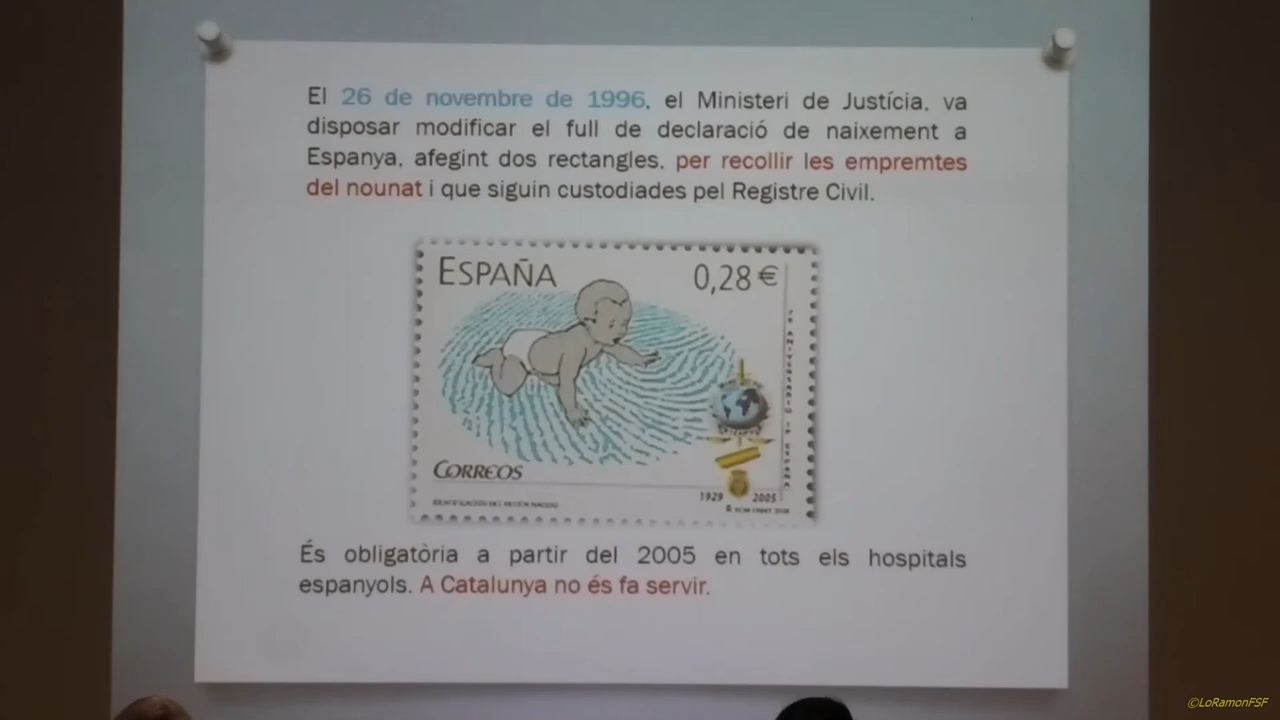 El 26 de novembre de 1996, el Ministeri de Justícia, va
disposar modificar el full de declaració de naixement a
Espanya, afegint dos rectangles, per recollir les empremtes
del nounat i que siguin custodiades pel Registre Civil.
ESPAÑA
0,28 €
CORREOS
1929 2005
És obligatòria a partir del 2005 en tots els hospitals
espanyols. A Catalunya no és fa servir.
©LoRamonFSF